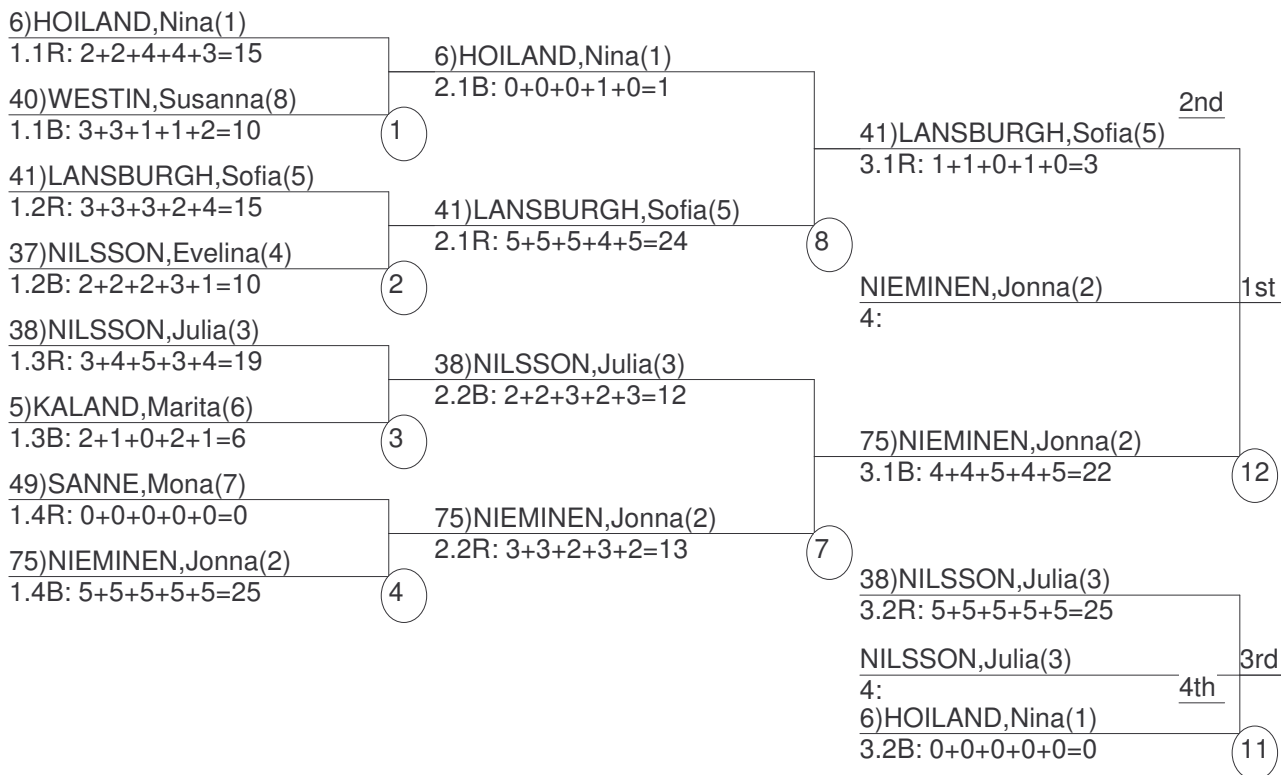 6)HOILAND,Nina(1)
1.1R: 2+2+4+4+3=15
40)WESTIN,Susanna(8)
1.1B: 3+3+1+1+2=10
1
41)LANSBURGH,Sofia(5)
1.2R: 3+3+3+2+4=15
37)NILSSON,Evelina(4)
1.2B: 2+2+2+3+1=10
2
38)NILSSON,Julia(3)
1.3R: 3+4+5+3+4=19
5)KALAND,Marita(6)
1.3B: 2+1+0+2+1=6
3
49)SANNE,Mona(7)
1.4R: 0+0+0+0+0=0
75)NIEMINEN,Jonna(2)
1.4B: 5+5+5+5+5=25
4
6)HOILAND,Nina(1)
2.1B: 0+0+0+1+0=1
41)LANSBURGH,Sofia(5)
2.1R: 5+5+5+4+5=24
8
38)NILSSON,Julia(3)
2.2B: 2+2+3+2+3=12
75)NIEMINEN,Jonna(2)
2.2R: 3+3+2+3+2=13
7
2nd
41)LANSBURGH,Sofia(5)
3.1R: 1+1+0+1+0=3
NIEMINEN,Jonna(2)
1st
4:
75)NIEMINEN,Jonna(2)
3.1B: 4+4+5+4+5=22
12
38)NILSSON,Julia(3)
3.2R: 5+5+5+5+5=25
NILSSON,Julia(3)
3rd
4:
4th
6)HOILAND,Nina(1)
3.2B: 0+0+0+0+0=0
11